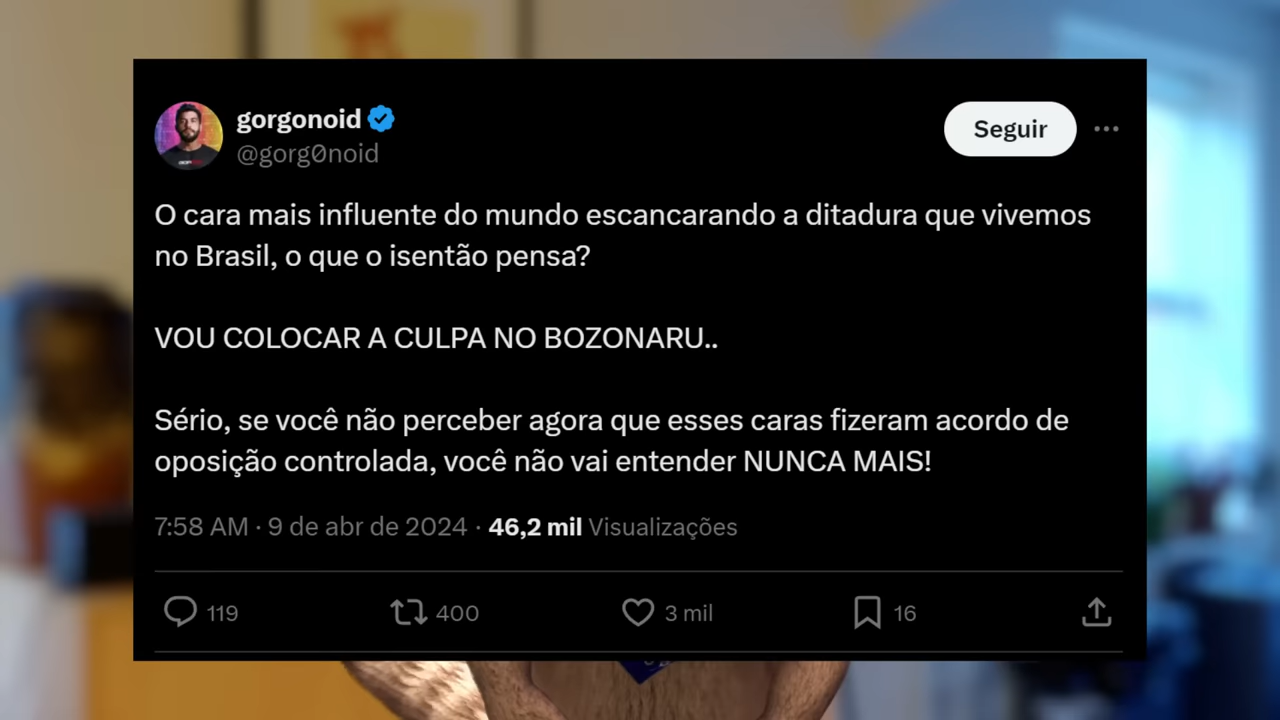 gorgonoid
@gorg0noid
Seguir
O cara mais influente do mundo escancarando a ditadura que vivemos
no Brasil, o que o isentão pensa?
VOU COLOCAR A CULPA NO BOZONARU..
Sério, se você não perceber agora que esses caras fizeram acordo de
oposição controlada, você não vai entender NUNCA MAIS!
7:58 AM · 9 de abr de 2024 · 46,2 mil Visualizações
119
400
3 mil
16